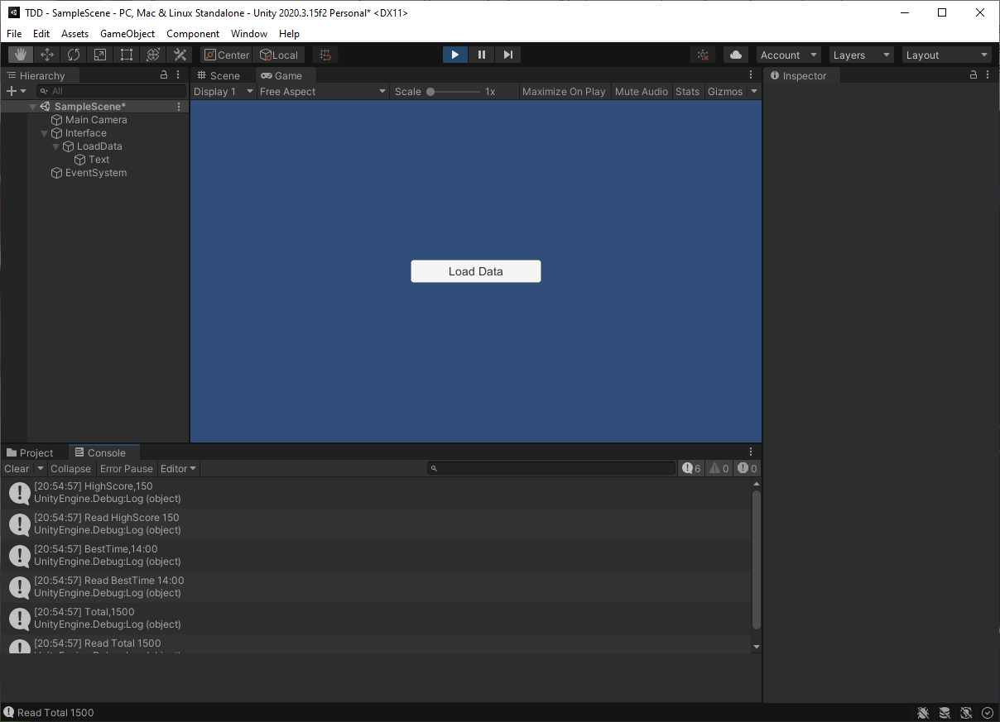 TDD - SampleScene - PC, Mac & Linux Standalone - Unity 2020.3.15f2 Personal* <DX11>
File Edit Assets GameObject Component Window Help
Center Local Account Layers Layout
Hierarchy
All
SampleScene*
Main Camera
Interface
LoadData
Text
EventSystem
Scene Game
Display 1 Free Aspect Scale 1x Maximize On Play Mute Audio Stats Gizmos
Load Data
Inspector
Project Console
Clear Collapse Error Pause Editor 6 0 0
[20:54:57] HighScore,150
UnityEngine.Debug:Log (object)
[20:54:57] Read HighScore 150
UnityEngine.Debug:Log (object)
[20:54:57] BestTime,14:00
UnityEngine.Debug:Log (object)
[20:54:57] Read BestTime 14:00
UnityEngine.Debug:Log (object)
[20:54:57] Total,1500
UnityEngine.Debug:Log (object)
[20:54:57] Read Total 1500
Read Total 1500